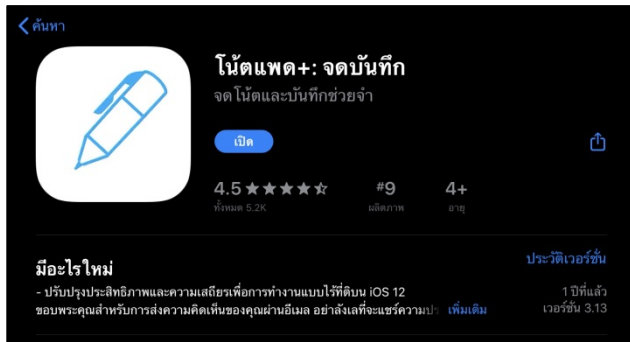 ค้นหา
โน้ตแพด+: จดบันทึก
จดโน้ตและบันทึกช่วยจำ
เปิด
4.5 #9 4+
ทั้งหมด 5.2K ผลิตภาพ อายุ
มีอะไรใหม่ ประวัติเวอร์ชั่น
- ปรับปรุงประสิทธิภาพและความเสถียรเพื่อการทำงานแบบไร้ที่ติบน iOS 12 1 ปีที่แล้ว
ขอบพระคุณสำหรับการส่งความคิดเห็นของคุณผ่านอีเมล อย่าลังเลที่จะแชร์ความ เพิ่มเติม เวอร์ชั่น 3.13